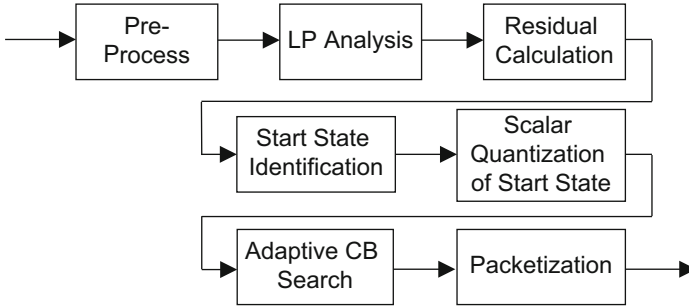 Pre-
Process
LP Analysis
Residual
Calculation
Start State
Identification
Scalar
Quantization
of Start State
Adaptive CB
Search
Packetization